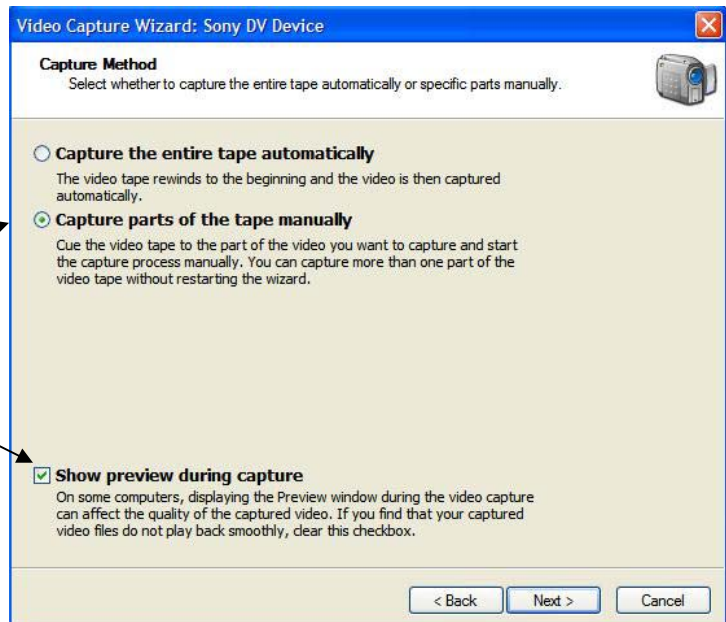 Video Capture Wizard: Sony DV Device
Capture Method
Select whether to capture the entire tape automatically or specific parts manually.
Capture the entire tape automatically
The video tape rewinds to the beginning and the video is then captured
automatically.
Capture parts of the tape manually
Cue the video tape to the part of the video you want to capture and start
the capture process manually. You can capture more than one part of the
video tape without restarting the wizard.
Show preview during capture
On some computers, displaying the Preview window during the video capture
can affect the quality of the captured video. If you find that your captured
video files do not play back smoothly, clear this checkbox.
< Back
Next >
Cancel